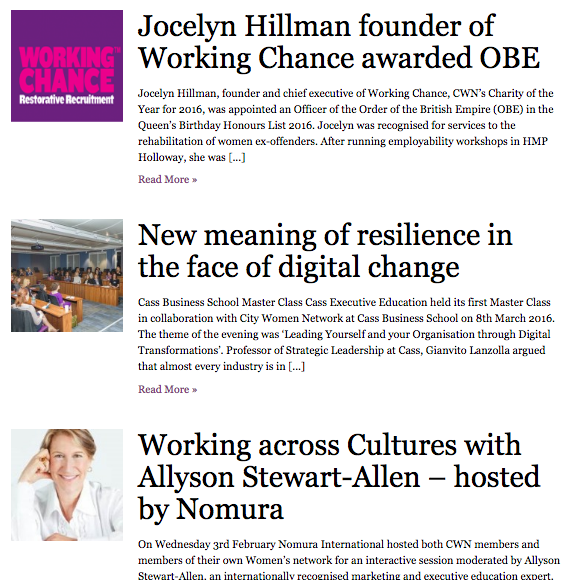 WORKING
CHANCE
Restorative Recruitment
Jocelyn Hillman founder of
Working Chance awarded OBE
Jocelyn Hillman, founder and chief executive of Working Chance, CWN’s Charity of the
Year for 2016, was appointed an Officer of the Order of the British Empire (OBE) in the
Queen’s Birthday Honours List 2016. Jocelyn was recognised for services to the
rehabilitation of women ex-offenders. After running employability workshops in HMP
Holloway, she was [...]
Read More »
New meaning of resilience in
the face of digital change
Cass Business School Master Class Cass Executive Education held its first Master Class
in collaboration with City Women Network at Cass Business School on 8th March 2016.
The theme of the evening was ‘Leading Yourself and your Organisation through Digital
Transformations’. Professor of Strategic Leadership at Cass, Gianvito Lanzolla argued
that almost every industry is in [...]
Read More »
Working across Cultures with
Allyson Stewart-Allen – hosted
by Nomura
On Wednesday 3rd February Nomura International hosted both CWN members and
members of their own Women’s network for an interactive session moderated by Allyson
Stewart-Allen, an internationally recognised marketing and executive education expert.